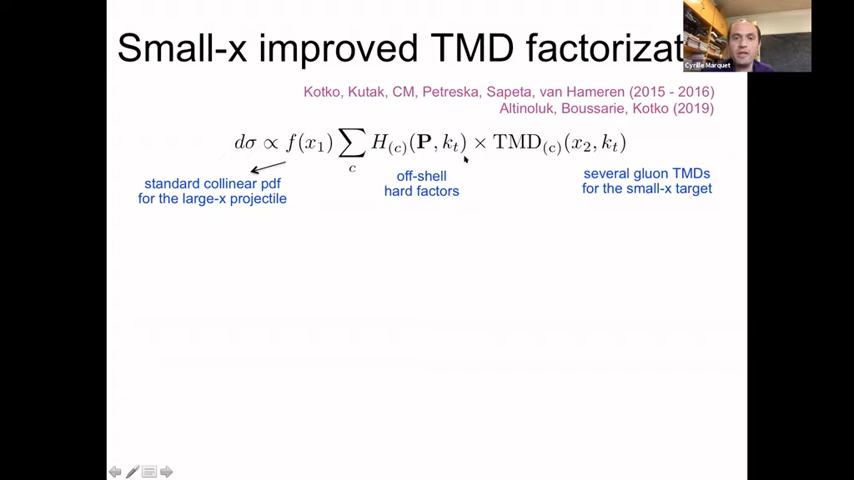 Small-x improved TMD factorizat
Cyrille Marquet
Kotko, Kutak, CM, Petreska, Sapeta, van Hameren (2015 - 2016)
Altinoluk, Boussarie, Kotko (2019)
dσ ∝ f(x₁) ∑_c H_(c)(P, k_t) × TMD_(c)(x₂, k_t)
standard collinear pdf
for the large-x projectile
off-shell
hard factors
several gluon TMDs
for the small-x target